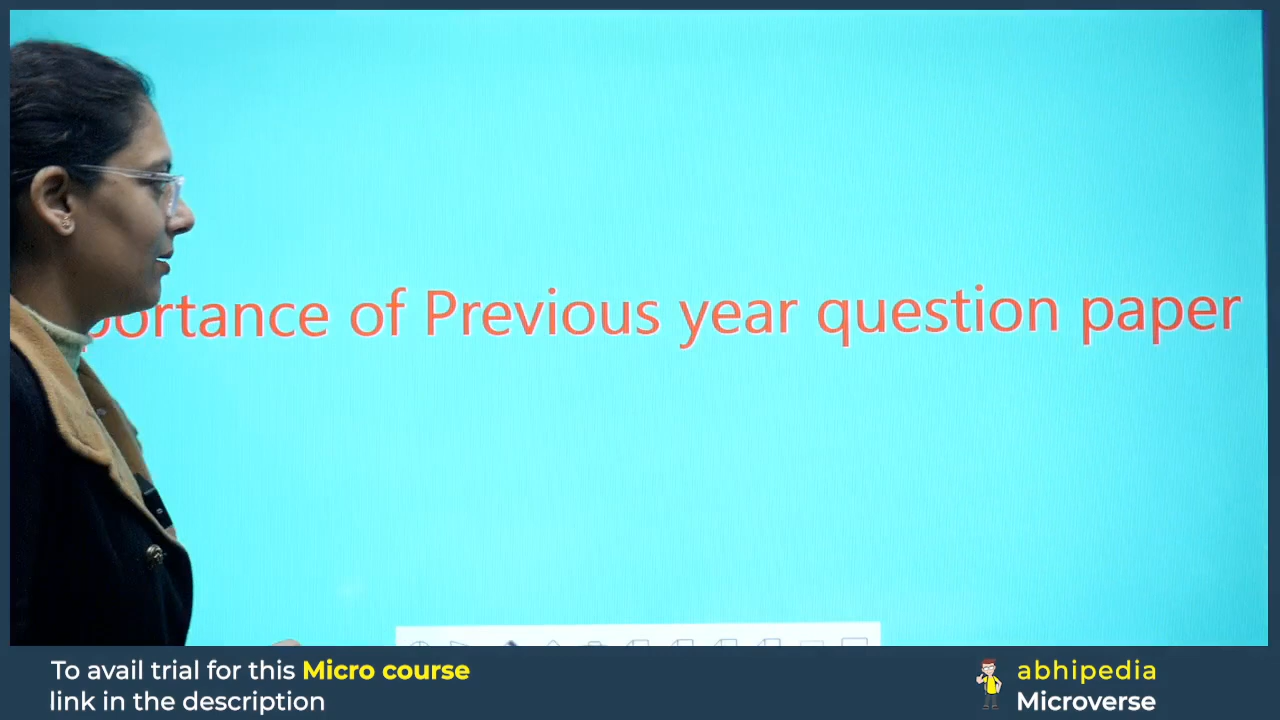 portance of Previous year question paper
To avail trial for this Micro course
link in the description
abhipedia
Microverse